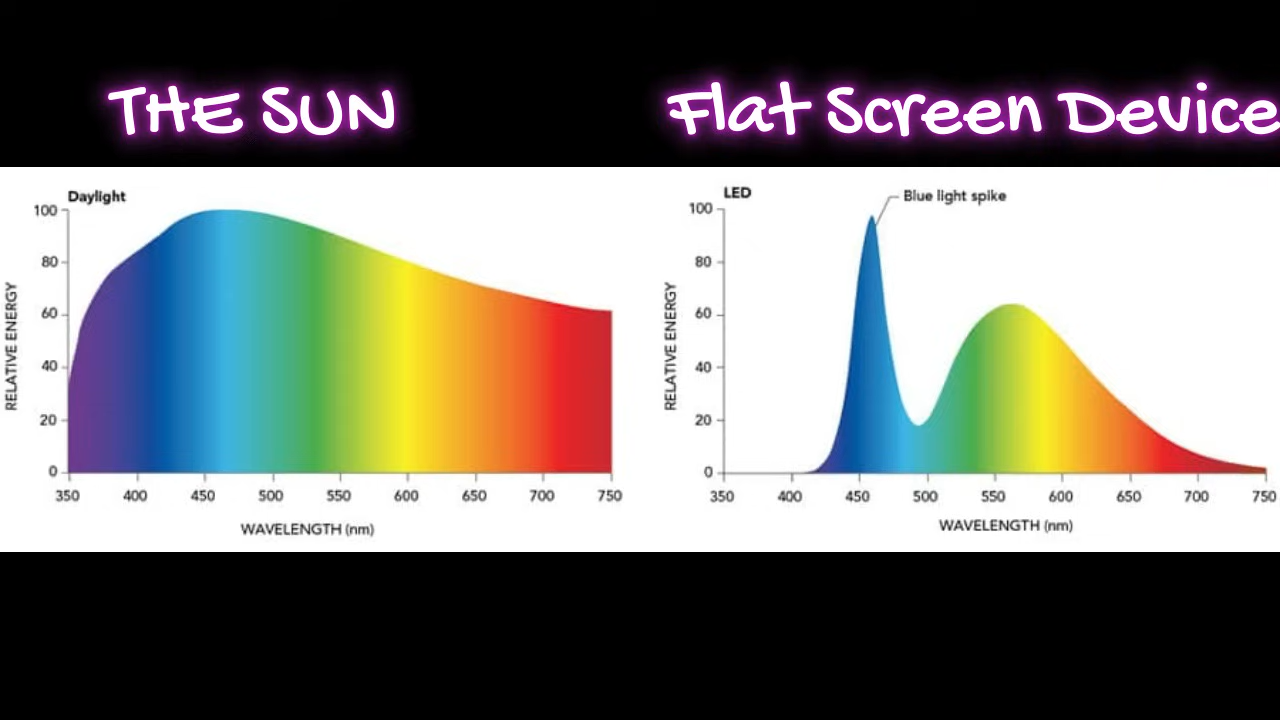 THE SUN
Flat Screen Device
Daylight
100
80
60
40
20
0
RELATIVE ENERGY
350 400 450 500 550 600 650 700 750
WAVELENGTH (nm)
LED
Blue light spike
100
80
60
40
20
0
RELATIVE ENERGY
350 400 450 500 550 600 650 700 750
WAVELENGTH (nm)